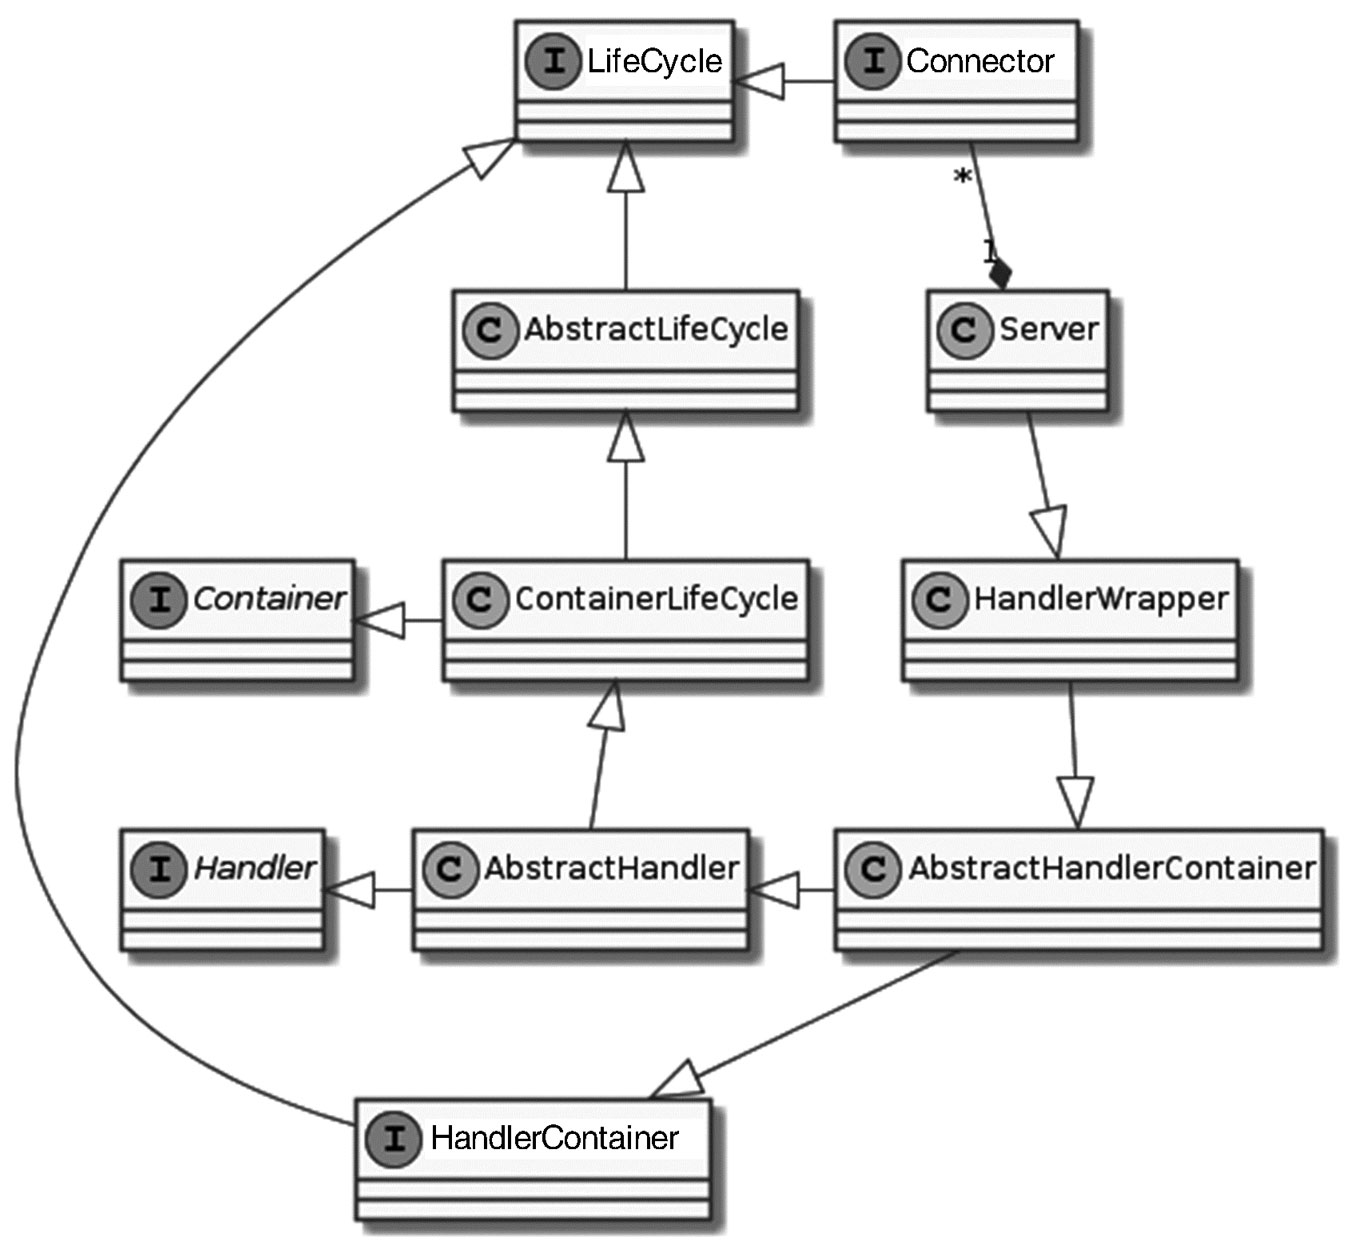 I LifeCycle
I Connector
*
1
C AbstractLifeCycle
C Server
I Container
C ContainerLifeCycle
C HandlerWrapper
I Handler
C AbstractHandler
C AbstractHandlerContainer
I HandlerContainer